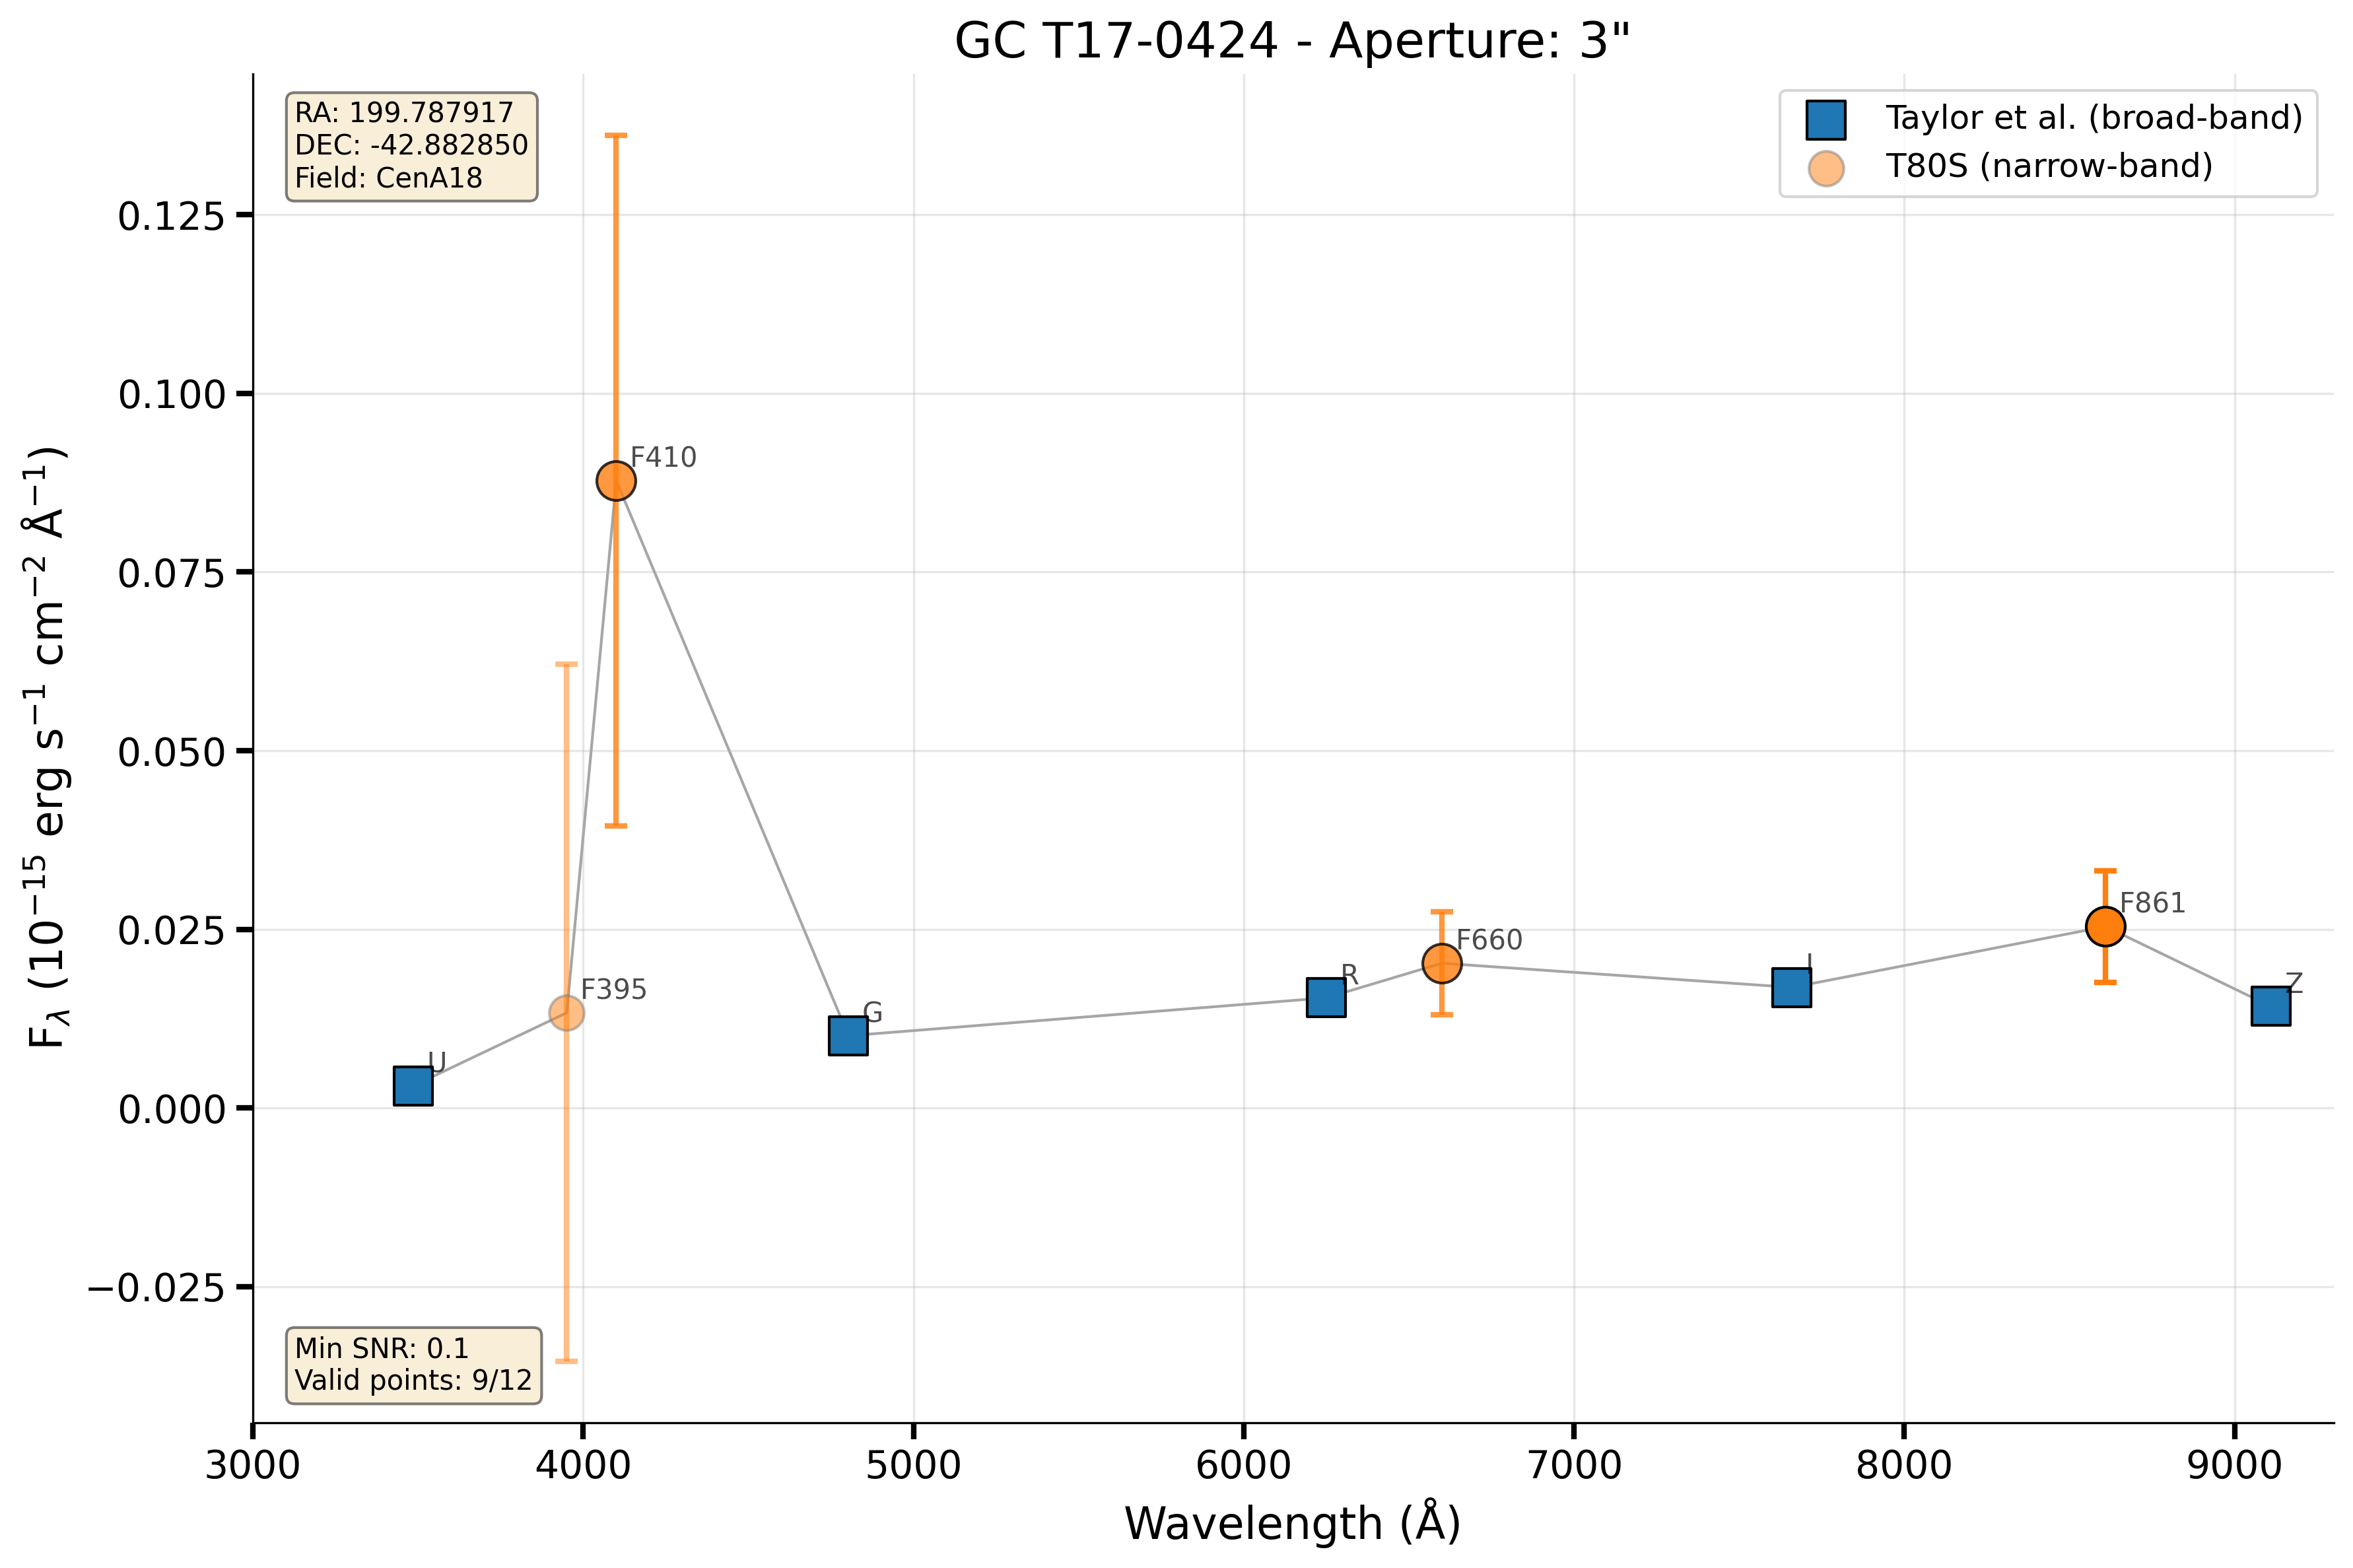 GC T17-0424 - Aperture: 3"
RA: 199.787917
DEC: -42.882850
Field: CenA18
Taylor et al. (broad-band)
T80S (narrow-band)
F_λ (10⁻¹⁵ erg s⁻¹ cm⁻² Å⁻¹)
0.125
0.100
0.075
0.050
0.025
0.000
−0.025
U
F395
F410
G
R
F660
I
F861
Z
Min SNR: 0.1
Valid points: 9/12
3000 4000 5000 6000 7000 8000 9000
Wavelength (Å)